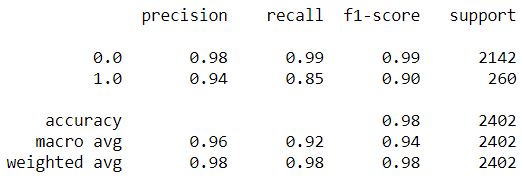 precision recall f1-score support
0.0 0.98 0.99 0.99 2142
1.0 0.94 0.85 0.90 260
accuracy 0.98 2402
macro avg 0.96 0.92 0.94 2402
weighted avg 0.98 0.98 0.98 2402